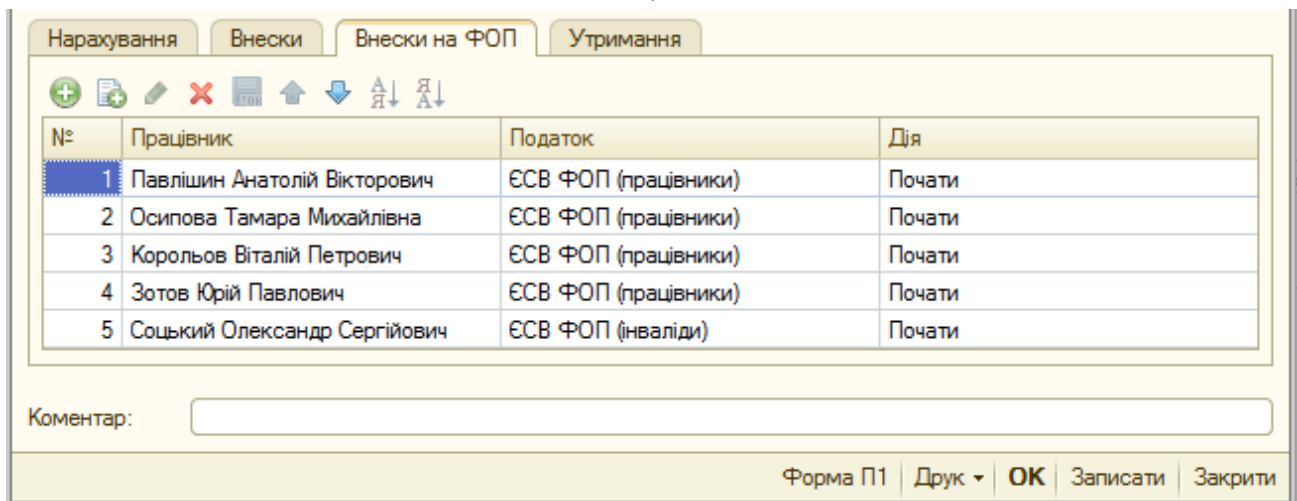 Нарахування Внески Внески на ФОП Утримання
№ Працівник Податок Дія
1 Павлішин Анатолій Вікторович ЄСВ ФОП (працівники) Почати
2 Осипова Тамара Михайлівна ЄСВ ФОП (працівники) Почати
3 Корольов Віталій Петрович ЄСВ ФОП (працівники) Почати
4 Зотов Юрій Павлович ЄСВ ФОП (працівники) Почати
5 Соцький Олександр Сергійович ЄСВ ФОП (інваліди) Почати
Коментар:
Форма П1 Друк ОК Записати Закрити